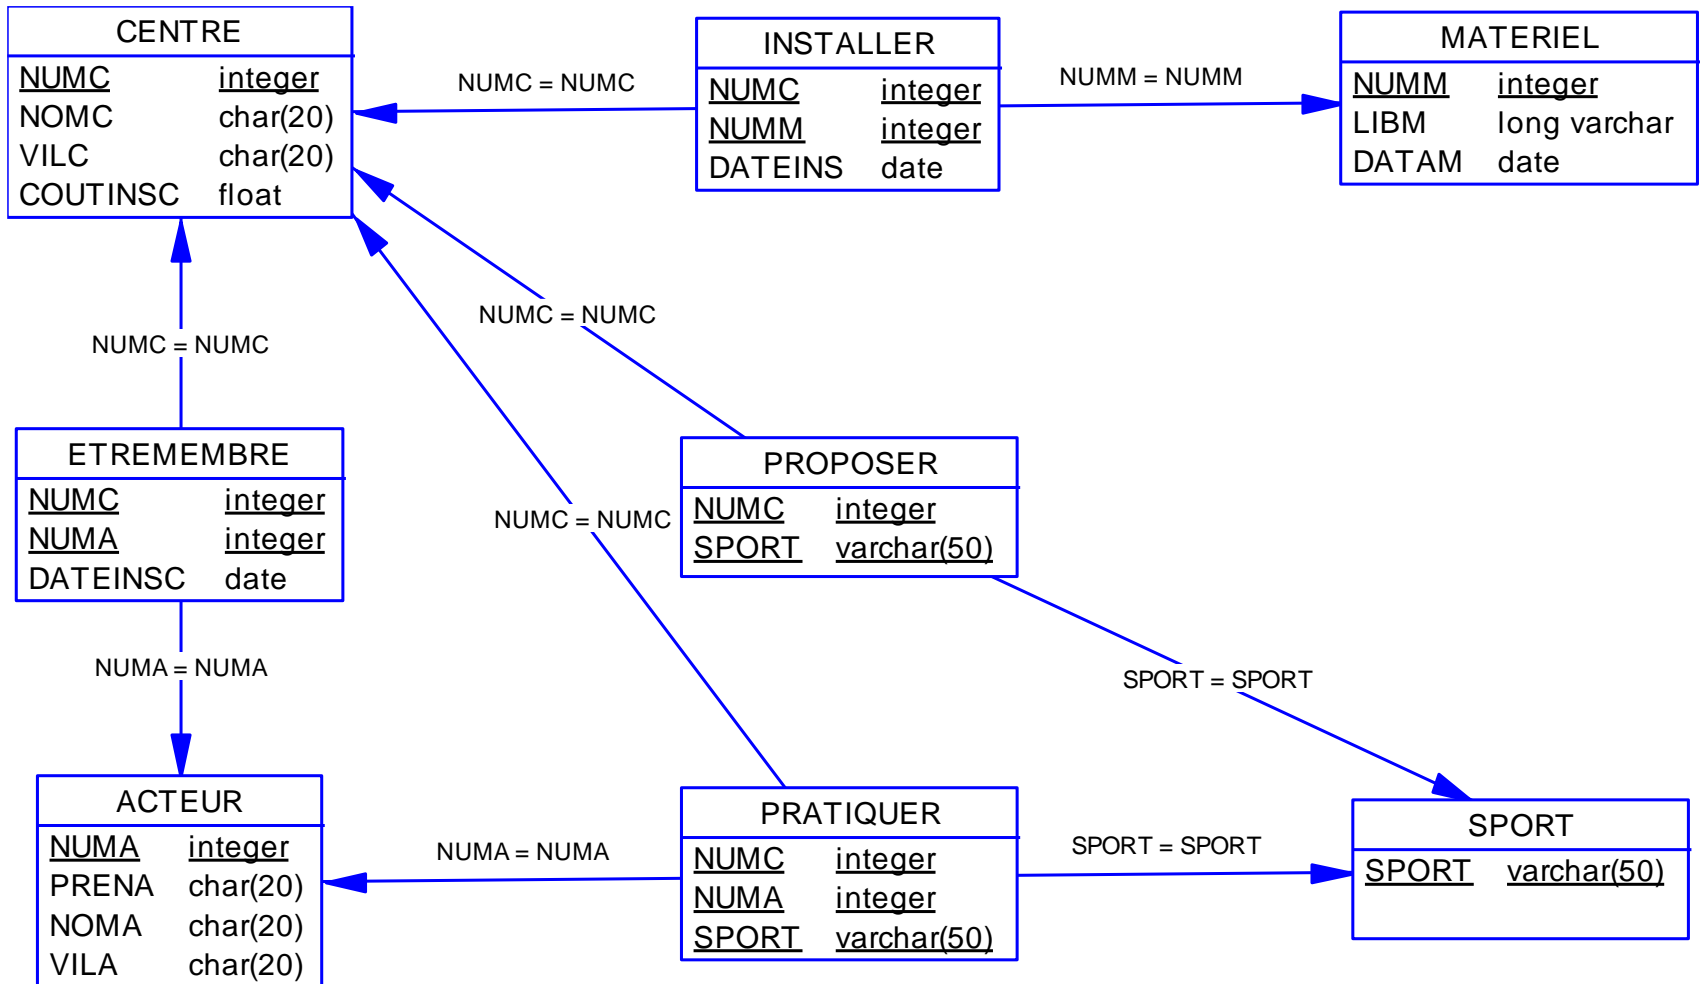 CENTRE
NUMC integer
NOMC char(20)
VILC char(20)
COUTINSC float
NUMC = NUMC
INSTALLER
NUMC integer
NUMM integer
DATEINS date
NUMM = NUMM
MATERIEL
NUMM integer
LIBM long varchar
DATAM date
NUMC = NUMC
NUMC = NUMC
ETREMEMBRE
NUMC integer
NUMA integer
DATEINSC date
NUMC = NUMC
PROPOSER
NUMC integer
SPORT varchar(50)
NUMA = NUMA
SPORT = SPORT
ACTEUR
NUMA integer
PRENA char(20)
NOMA char(20)
VILA char(20)
NUMA = NUMA
PRATIQUER
NUMC integer
NUMA integer
SPORT varchar(50)
SPORT = SPORT
SPORT
SPORT varchar(50)